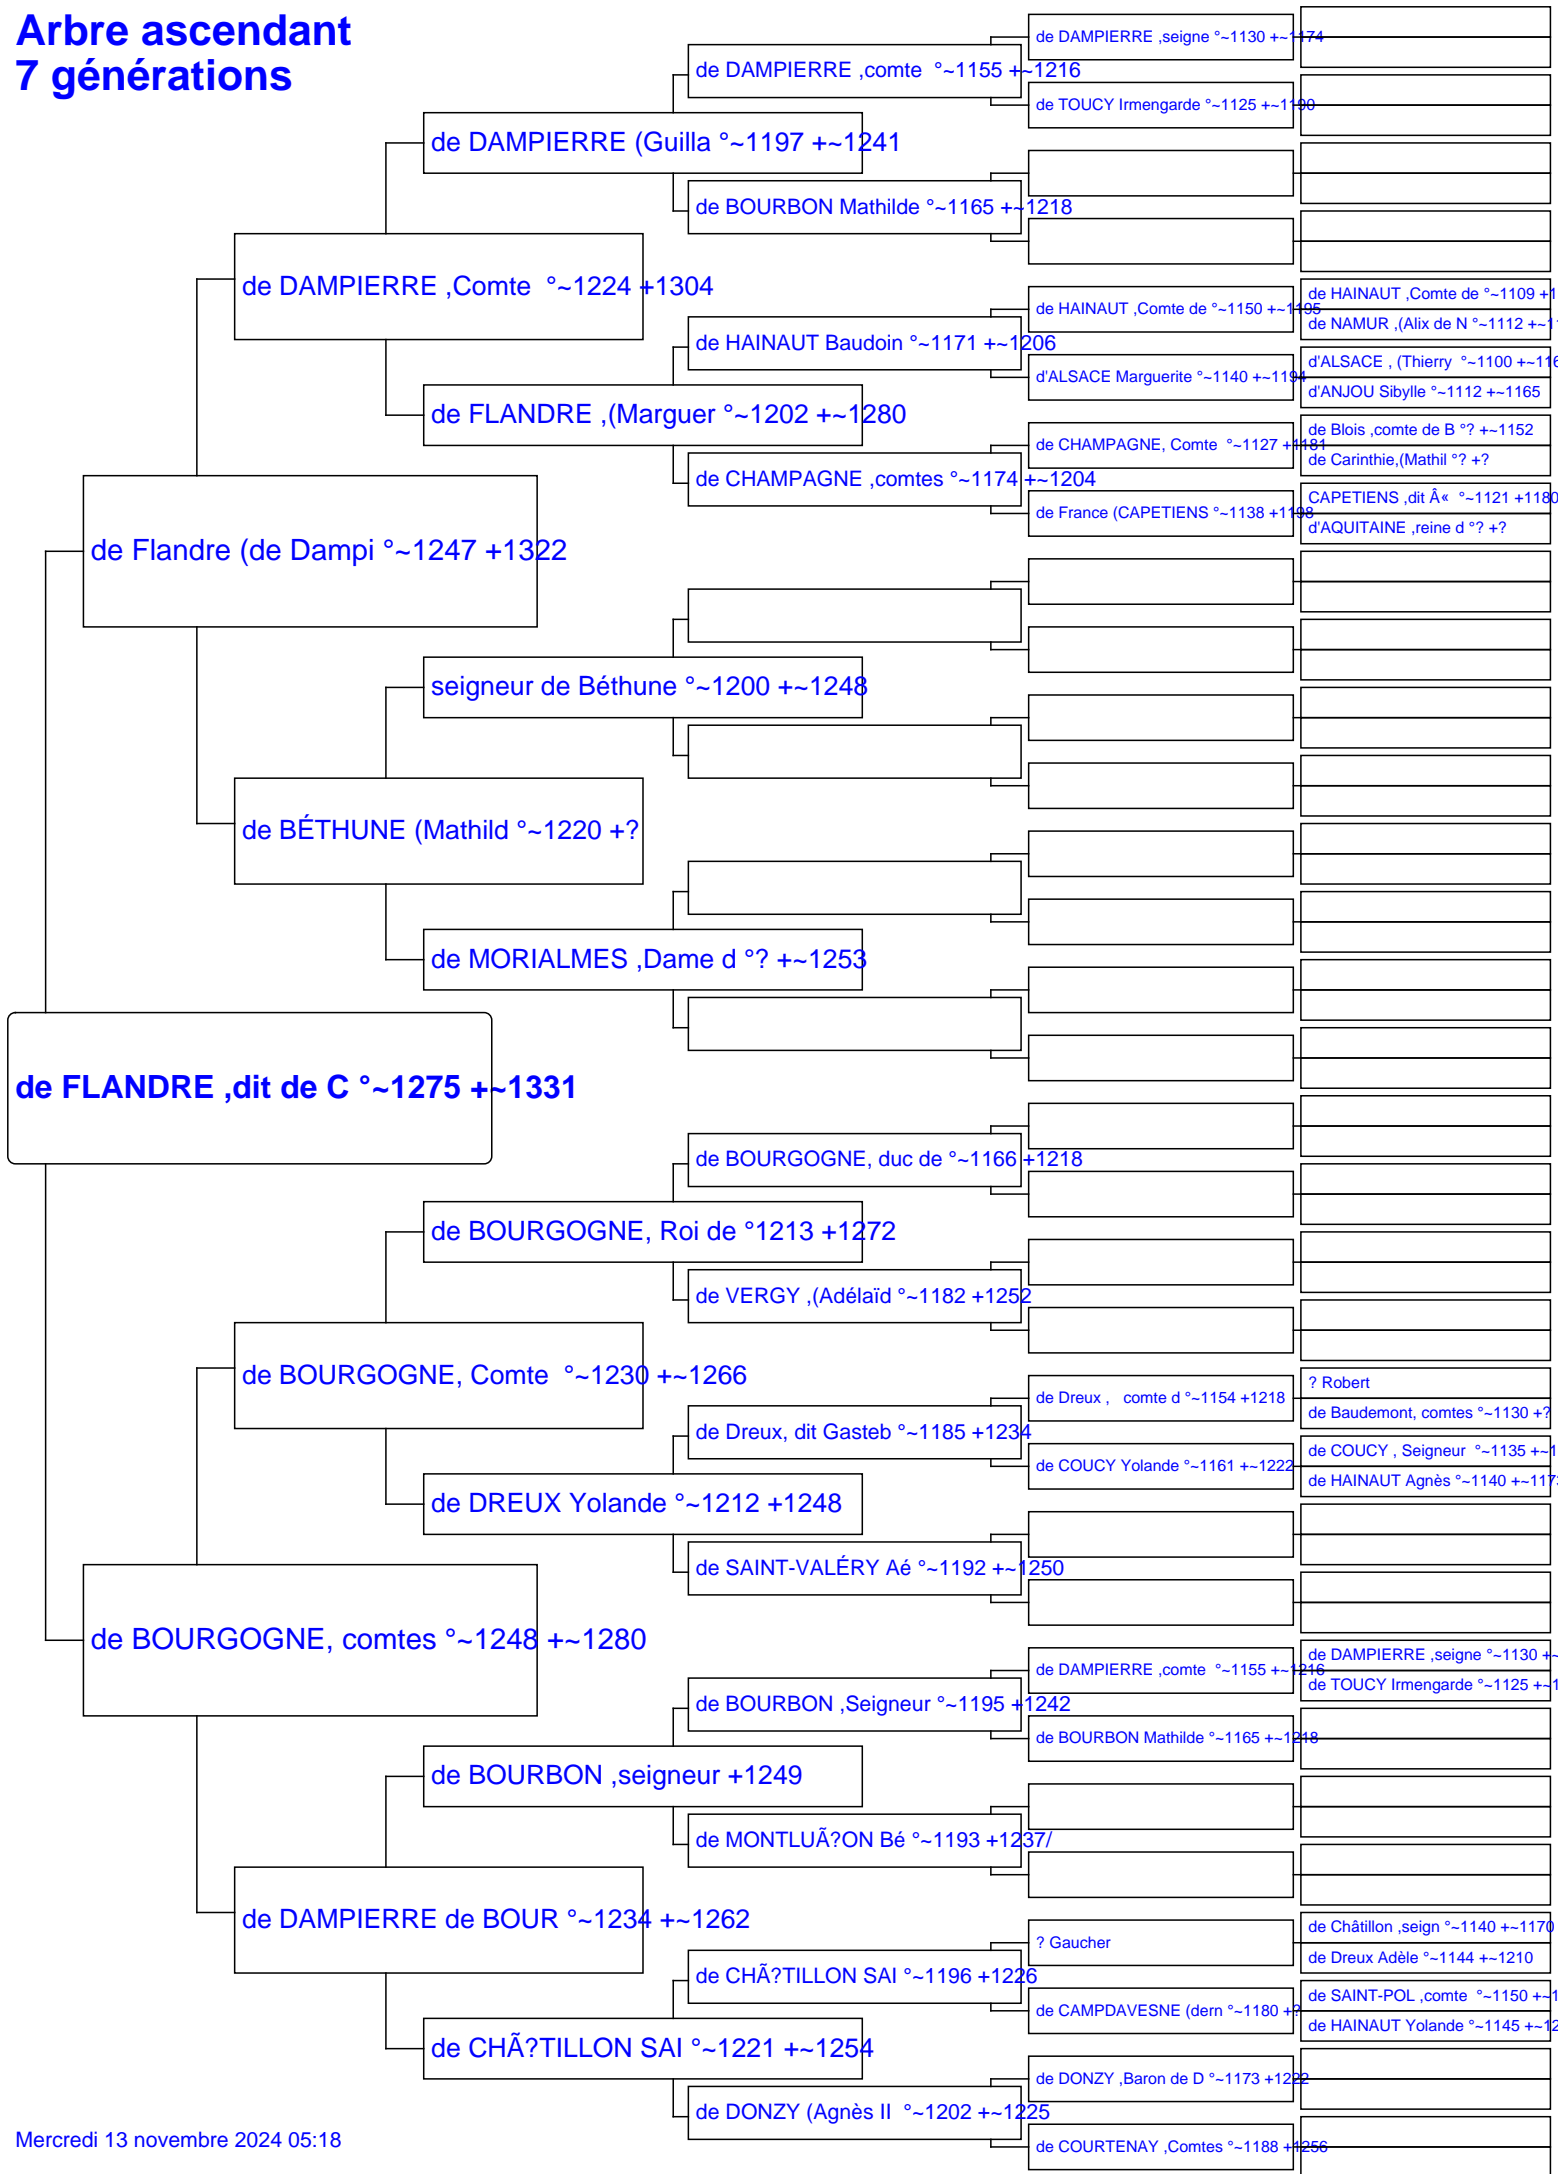 Arbre ascendant
7 générations
de DAMPIERRE ,seigne °~1130 +~1174
de DAMPIERRE ,comte  °~1155 +~1216
de TOUCY Irmengarde °~1125 +~1190
de DAMPIERRE (Guilla °~1197 +~1241
de BOURBON Mathilde °~1165 +~1218
de DAMPIERRE ,Comte  °~1224 +1304
de HAINAUT ,Comte de °~1109 +1
de HAINAUT ,Comte de °~1150 +~1195
de NAMUR ,(Alix de N °~1112 +~1
de HAINAUT Baudoin °~1171 +~1206
d'ALSACE , (Thierry  °~1100 +~116
d'ALSACE Marguerite °~1140 +~1194
d'ANJOU Sibylle °~1112 +~1165
de FLANDRE ,(Marguer °~1202 +~1280
de Blois ,comte de B °? +~1152
de CHAMPAGNE, Comte  °~1127 +1181
de Carinthie,(Mathil °? +?
de CHAMPAGNE ,comtes °~1174 +~1204
CAPETIENS ,dit Â«  °~1121 +1180
de France (CAPETIENS °~1138 +1198
d'AQUITAINE ,reine d °? +?
de Flandre (de Dampi °~1247 +1322
seigneur de Béthune °~1200 +~1248
de BÉTHUNE (Mathild °~1220 +?
de MORIALMES ,Dame d °? +~1253
de FLANDRE ,dit de C °~1275 +~1331
de BOURGOGNE, duc de °~1166 +1218
de BOURGOGNE, Roi de °1213 +1272
de VERGY ,(Adélaïd °~1182 +1252
de BOURGOGNE, Comte  °~1230 +~1266
? Robert
de Dreux ,   comte d °~1154 +1218
de Baudemont, comtes °~1130 +?
de Dreux, dit Gasteb °~1185 +1234
de COUCY , Seigneur  °~1135 +~1
de COUCY Yolande °~1161 +~1222
de HAINAUT Agnès °~1140 +~1173
de DREUX Yolande °~1212 +1248
de SAINT-VALÉRY Aé °~1192 +~1250
de BOURGOGNE, comtes °~1248 +~1280
de DAMPIERRE ,seigne °~1130 +~
de DAMPIERRE ,comte  °~1155 +~1216
de TOUCY Irmengarde °~1125 +~1
de BOURBON ,Seigneur °~1195 +1242
de BOURBON Mathilde °~1165 +~1218
de BOURBON ,seigneur +1249
de MONTLUÃ?ON Bé °~1193 +1237/
de DAMPIERRE de BOUR °~1234 +~1262
de Châtillon ,seign °~1140 +~1170
? Gaucher
de Dreux Adèle °~1144 +~1210
de CHÃ?TILLON SAI °~1196 +1226
de SAINT-POL ,comte  °~1150 +~1
de CAMPDAVESNE (dern °~1180 +?
de HAINAUT Yolande °~1145 +~12
de CHÃ?TILLON SAI °~1221 +~1254
de DONZY ,Baron de D °~1173 +1222
de DONZY (Agnès II  °~1202 +~1225
de COURTENAY ,Comtes °~1188 +1256
Mercredi 13 novembre 2024 05:18